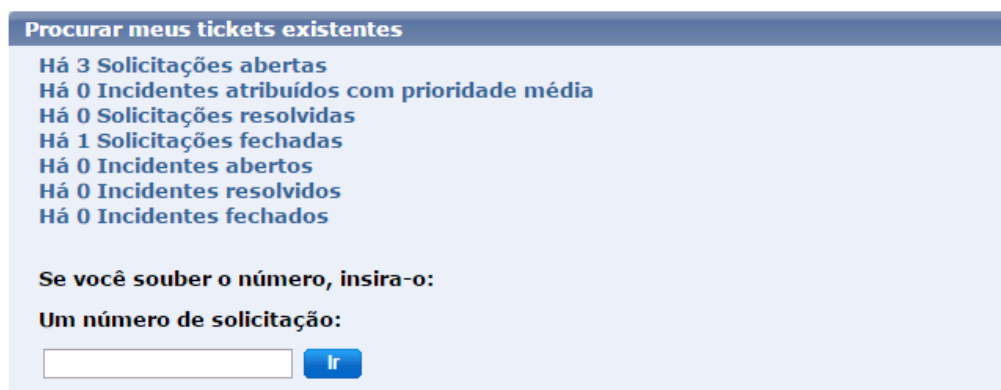 Procurar meus tickets existentes
Há 3 Solicitações abertas
Há 0 Incidentes atribuídos com prioridade média
Há 0 Solicitações resolvidas
Há 1 Solicitações fechadas
Há 0 Incidentes abertos
Há 0 Incidentes resolvidos
Há 0 Incidentes fechados
Se você souber o número, insira-o:
Um número de solicitação:
Ir